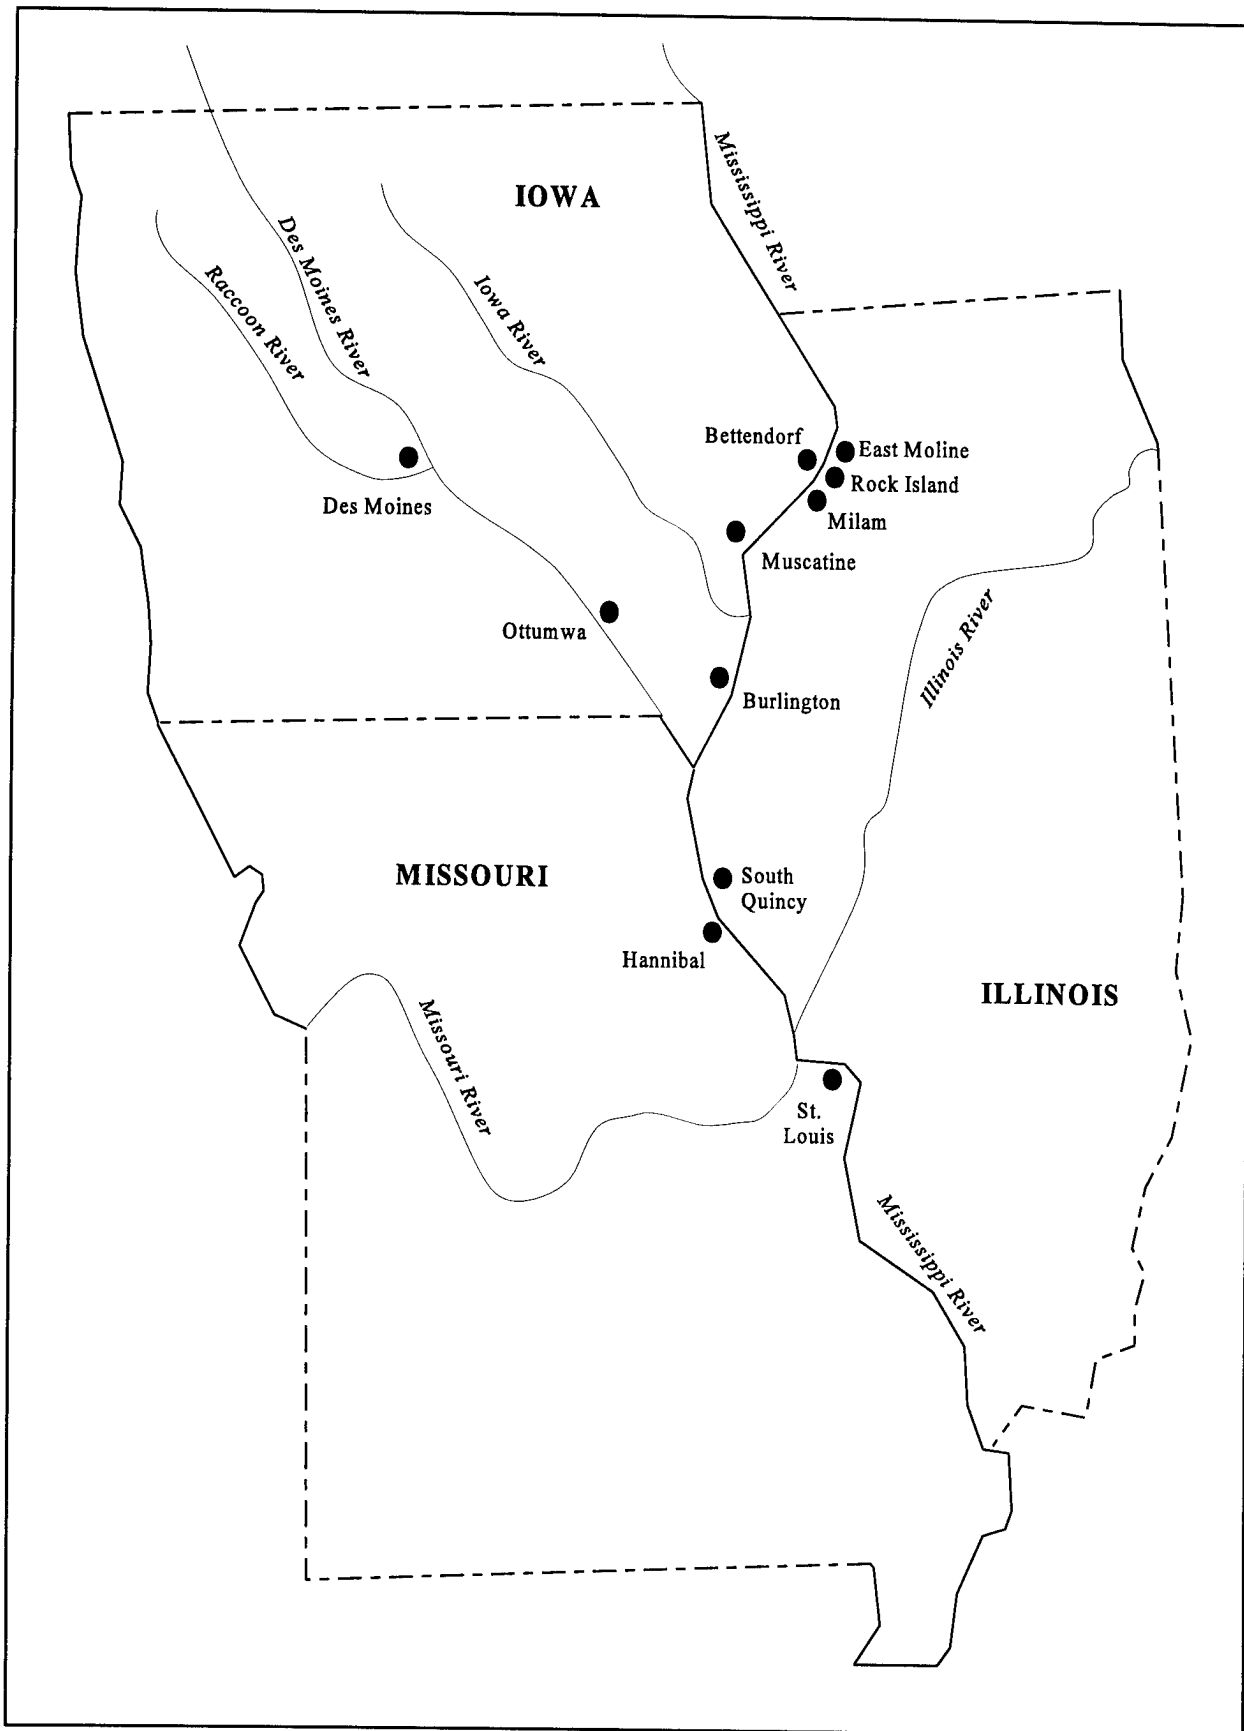 Mississippi River
IOWA
Des Moines River
Raccoon River
Iowa River
Bettendorf
East Moline
Rock Island
Milam
Des Moines
Muscatine
Ottumwa
Illinois River
Burlington
MISSOURI
South
Quincy
Hannibal
ILLINOIS
Missouri River
St.
Louis
Mississippi River